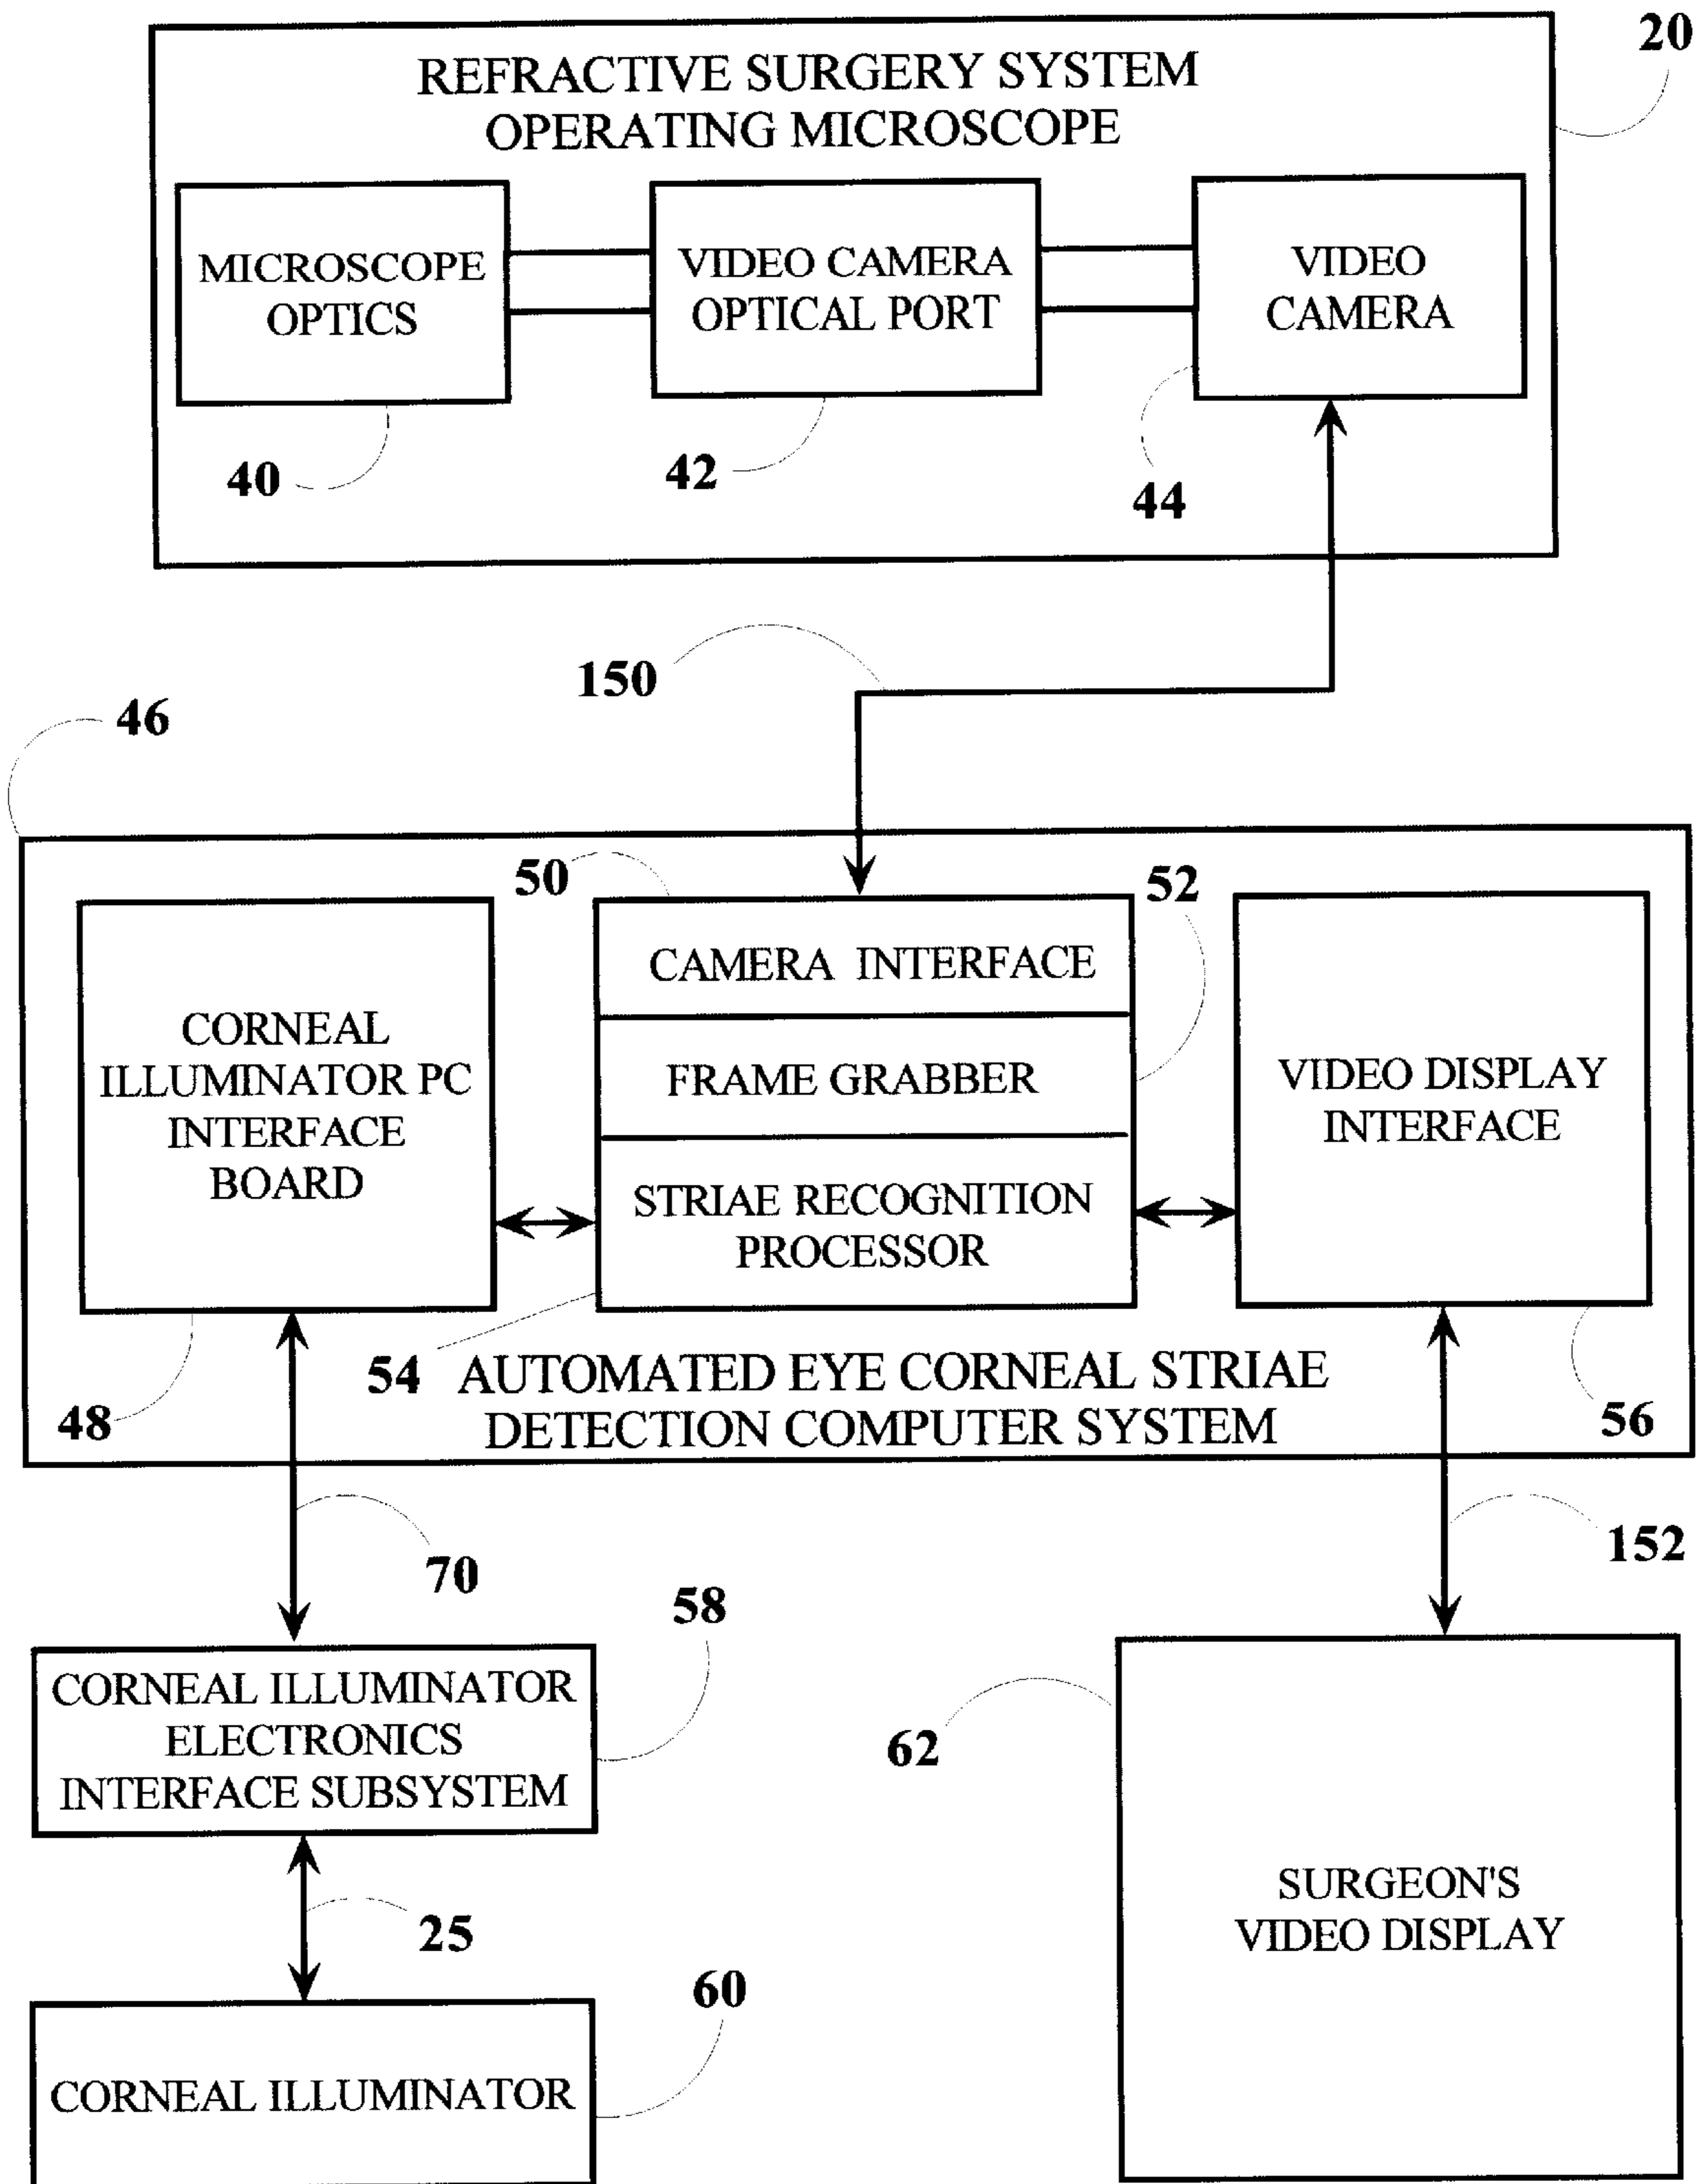 20
REFRACTIVE SURGERY SYSTEM
OPERATING MICROSCOPE
MICROSCOPE
OPTICS
VIDEO CAMERA
OPTICAL PORT
VIDEO
CAMERA
40
42
44
150
46
50
52
CORNEAL
ILLUMINATOR PC
INTERFACE
BOARD
CAMERA INTERFACE
FRAME GRABBER
STRIAE RECOGNITION
PROCESSOR
VIDEO DISPLAY
INTERFACE
54
AUTOMATED EYE CORNEAL STRIAE
DETECTION COMPUTER SYSTEM
48
56
70
152
58
CORNEAL ILLUMINATOR
ELECTRONICS
INTERFACE SUBSYSTEM
62
25
SURGEON'S
VIDEO DISPLAY
60
CORNEAL ILLUMINATOR